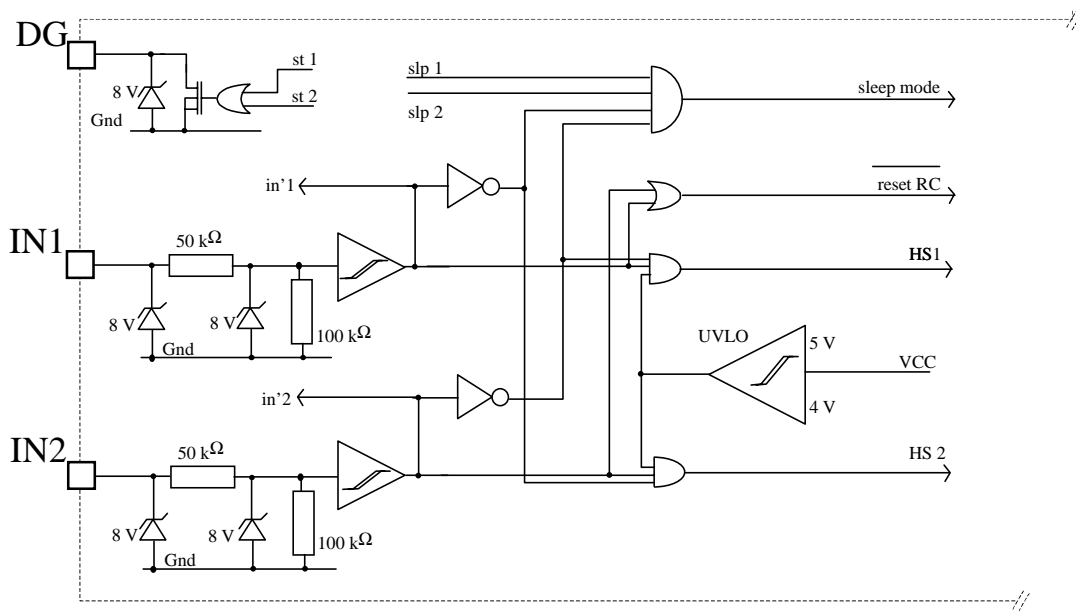 DG
st 1
8 V
st 2
Gnd
slp 1
slp 2
sleep mode
in'1
reset RC
IN1
50 kΩ
HS1
8 V
8 V
100 kΩ
Gnd
UVLO
5 V
VCC
4 V
in'2
IN2
50 kΩ
HS 2
8 V
8 V
100 kΩ
Gnd